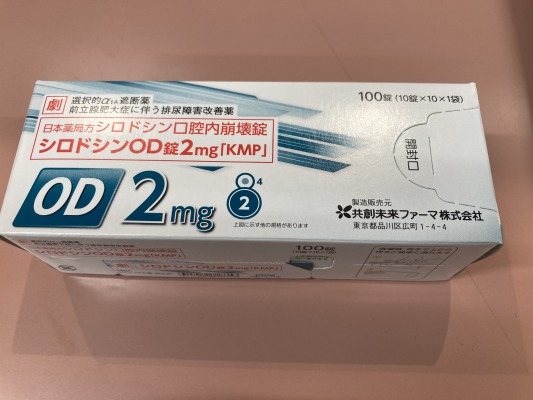 劇
選択的α1A遮断薬
前立腺肥大症に伴う排尿障害改善薬
100錠 (10錠×10×1袋)
日本薬局方 シロドシン口腔内崩壊錠
シロドシンOD錠2mg「KMP」
開封口
OD 2mg
2 4
上図に示す他の規格があります
製造販売元
共創未来ファーマ株式会社
東京都品川区広町 1-4-4
100錠
劇 シロドシンOD錠2mg「KMP」